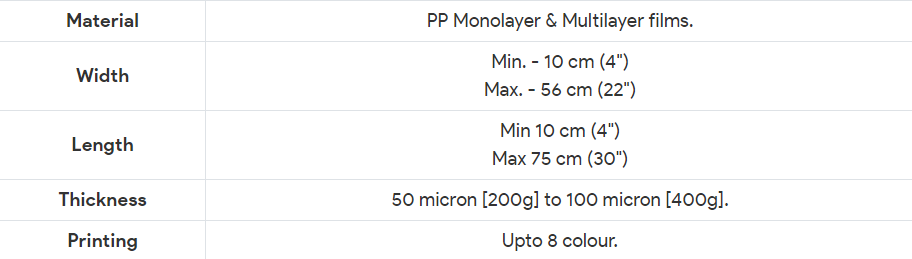 Material PP Monolayer & Multilayer films.
Width
Min. - 10 cm (4")
Max. - 56 cm (22")
Length
Min 10 cm (4")
Max 75 cm (30")
Thickness 50 micron [200g] to 100 micron [400g].
Printing Upto 8 colour.